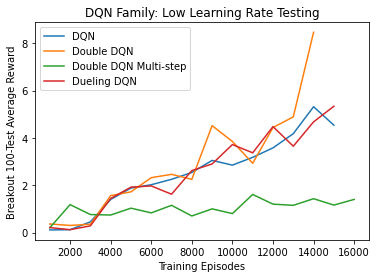 DQN Family: Low Learning Rate Testing
DQN
Double DQN
Double DQN Multi-step
Dueling DQN
Breakout 100-Test Average Reward
8
6
4
2
0
2000 4000 6000 8000 10000 12000 14000 16000
Training Episodes